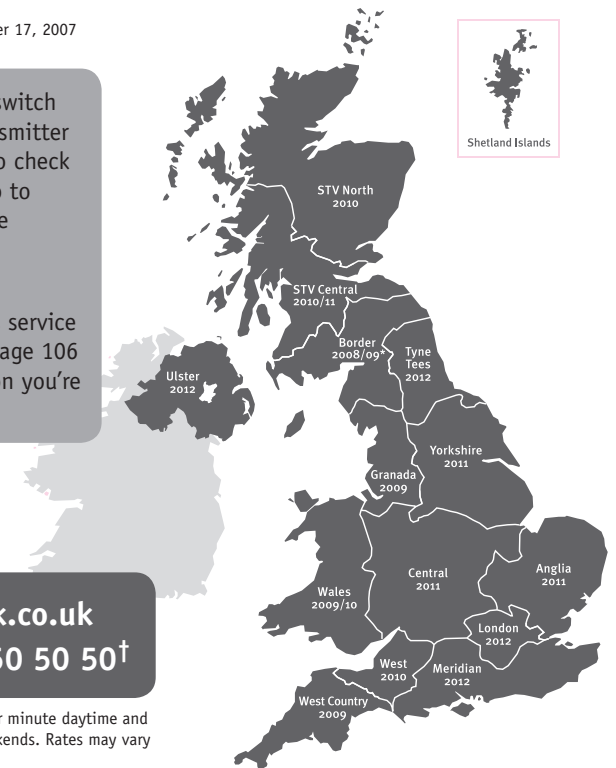 er 17, 2007
switch
smitter
o check
o to
e
service
age 106
n you're
k.co.uk
50 50 50†
r minute daytime and
kends. Rates may vary
Shetland Islands
STV North
2010
STV Central
2010/11
Border
2008/09*
Tyne
Tees
2012
Ulster
2012
Yorkshire
2011
Granada
2009
Central
2011
Anglia
2011
Wales
2009/10
London
2012
West
2010
Meridian
2012
West Country
2009